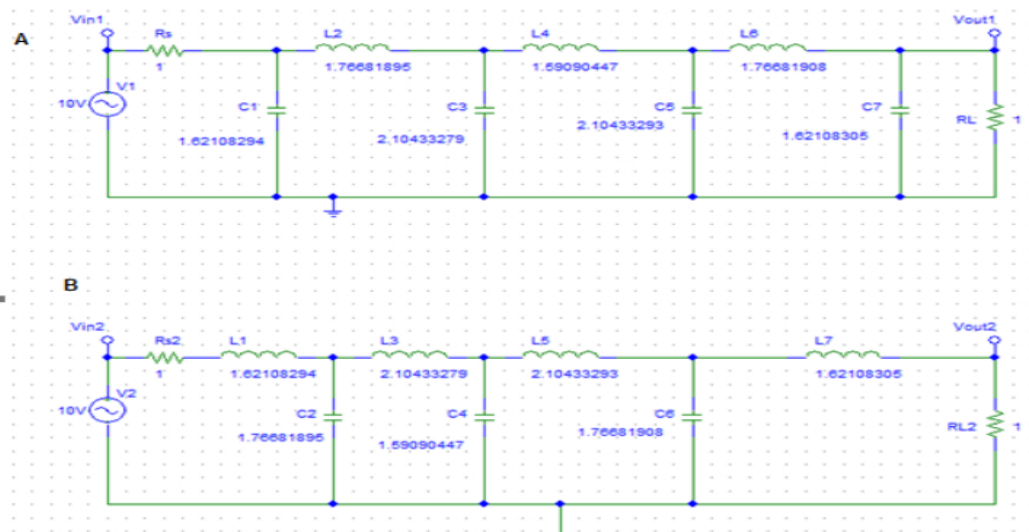 Vin1
Vout1
A
Rs
L2
L4
L6
1
1.76681895
1.59090447
1.76681908
V1
10V
C1
C3
C5
C7
RL
1
1.62108294
2.10433279
2.10433293
1.62108305
B
Vin2
Vout2
Rs2
L1
L3
L5
L7
1
1.62108294
2.10433279
2.10433293
1.62108305
V2
10V
C2
C4
C6
RL2
1
1.76681895
1.59090447
1.76681908